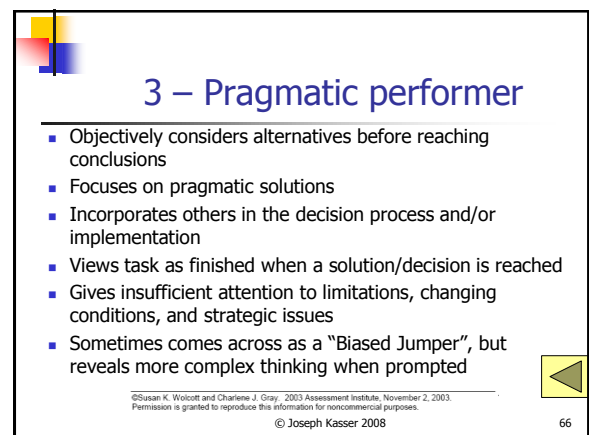 3 – Pragmatic performer
Objectively considers alternatives before reaching
conclusions
Focuses on pragmatic solutions
Incorporates others in the decision process and/or
implementation
Views task as finished when a solution/decision is reached
Gives insufficient attention to limitations, changing
conditions, and strategic issues
Sometimes comes across as a “Biased Jumper”, but
reveals more complex thinking when prompted
©Susan K. Wolcott and Charlene J. Gray. 2003 Assessment Institute, November 2, 2003.
Permission is granted to reproduce this information for noncommercial purposes.
© Joseph Kasser 2008 66